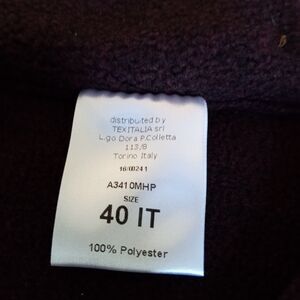 distributed by
TEXITALIA srl
L.go Dora P.Colletta
113/B
Torino Italy
16/00241
A3410MHP
SIZE
40 IT
100% Polyester